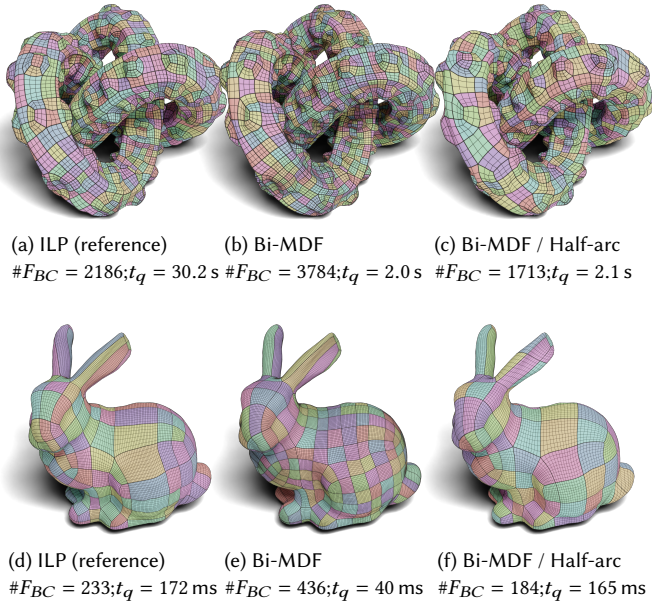 (a) ILP (reference) (b) Bi-MDF (c) Bi-MDF / Half-arc
#F_BC = 2186;t_q = 30.2 s #F_BC = 3784;t_q = 2.0 s #F_BC = 1713;t_q = 2.1 s
(d) ILP (reference) (e) Bi-MDF (f) Bi-MDF / Half-arc
#F_BC = 233;t_q = 172 ms #F_BC = 436;t_q = 40 ms #F_BC = 184;t_q = 165 ms